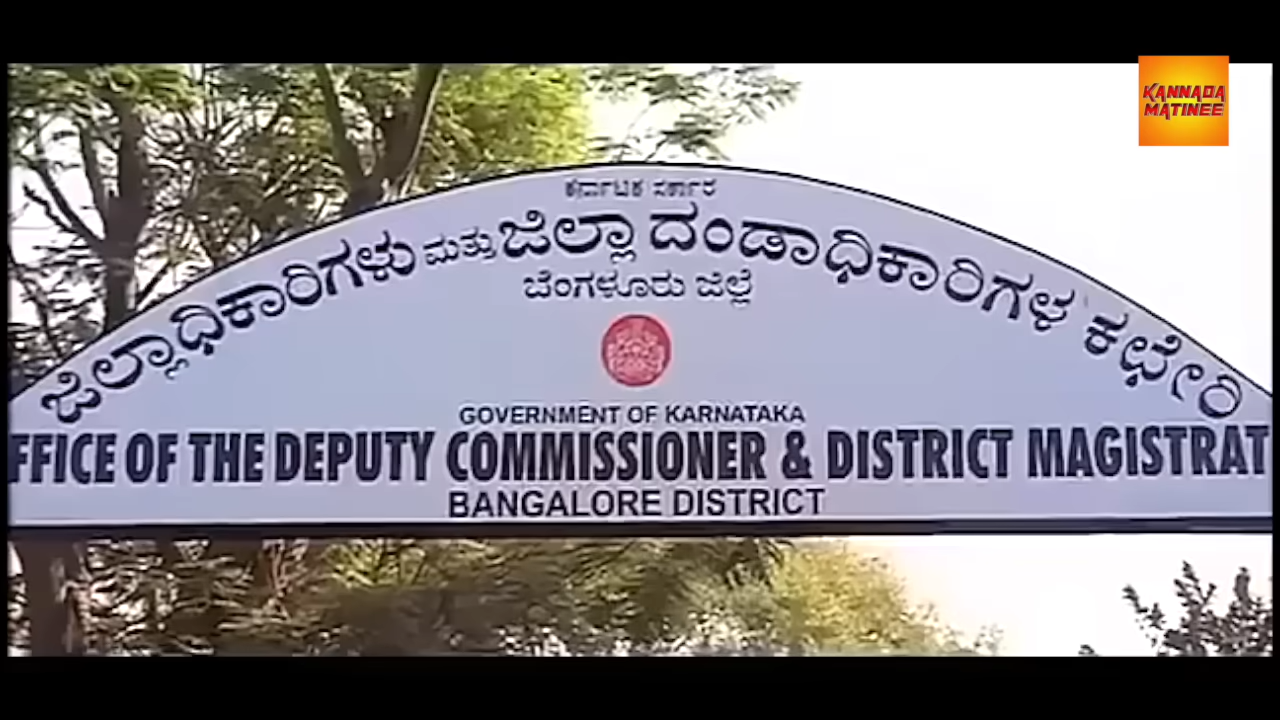 KANNADA
MATINEE
ಕರ್ನಾಟಕ ಸರ್ಕಾರ
ಜಿಲ್ಲಾಧಿಕಾರಿಗಳು ಮತ್ತು ಜಿಲ್ಲಾ ದಂಡಾಧಿಕಾರಿಗಳ ಕಛೇರಿ
ಬೆಂಗಳೂರು ಜಿಲ್ಲೆ
GOVERNMENT OF KARNATAKA
FFICE OF THE DEPUTY COMMISSIONER & DISTRICT MAGISTRAT
BANGALORE DISTRICT